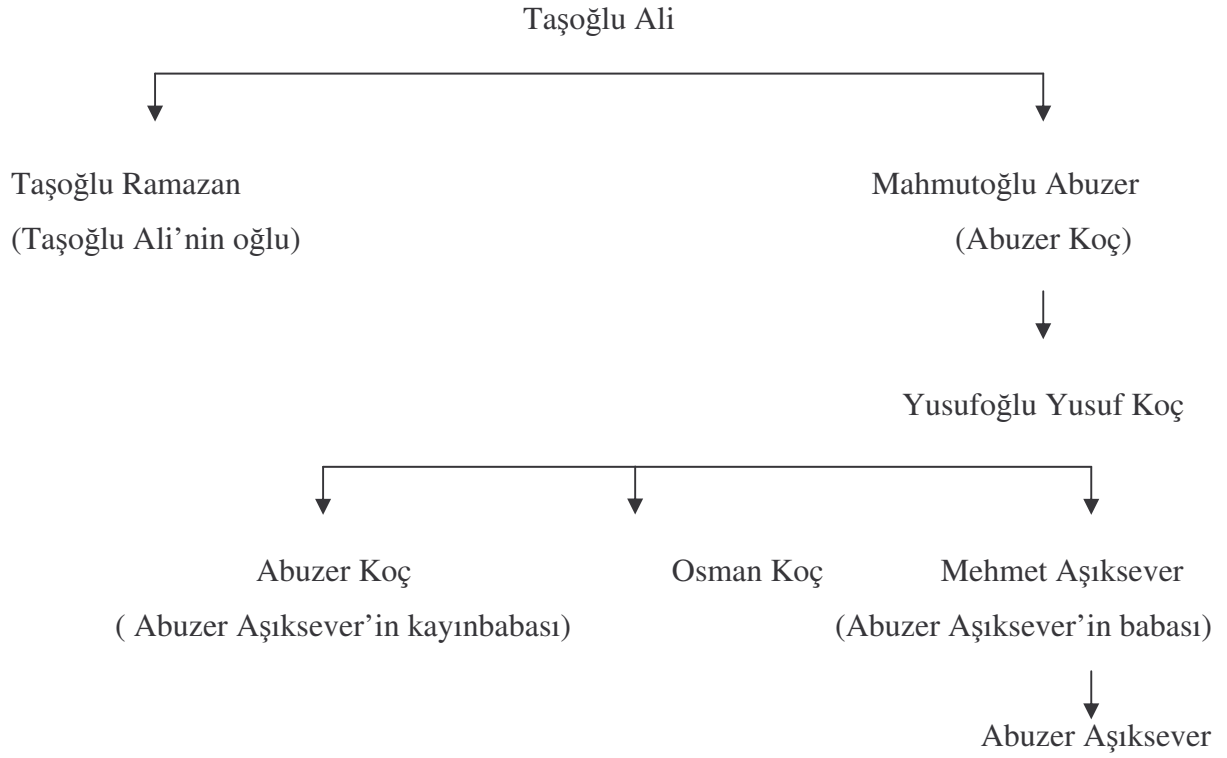 Taşoğlu Ali
Taşoğlu Ramazan
Mahmutoğlu Abuzer
(Taşoğlu Ali’nin oğlu)
(Abuzer Koç)
Yusufoğlu Yusuf Koç
Abuzer Koç
Osman Koç
Mehmet Aşıksever
( Abuzer Aşıksever’in kayınbabası)
(Abuzer Aşıksever’in babası)
Abuzer Aşıksever